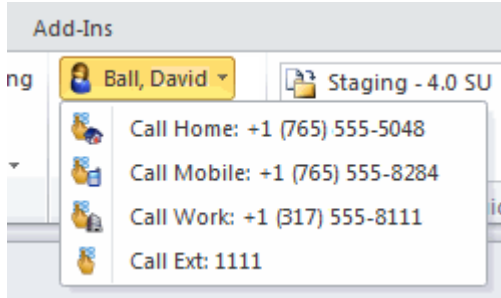 Add-Ins
ng
Ball, David
Staging - 4.0 SU
Call Home: +1 (765) 555-5048
Call Mobile: +1 (765) 555-8284
Call Work: +1 (317) 555-8111
Call Ext: 1111